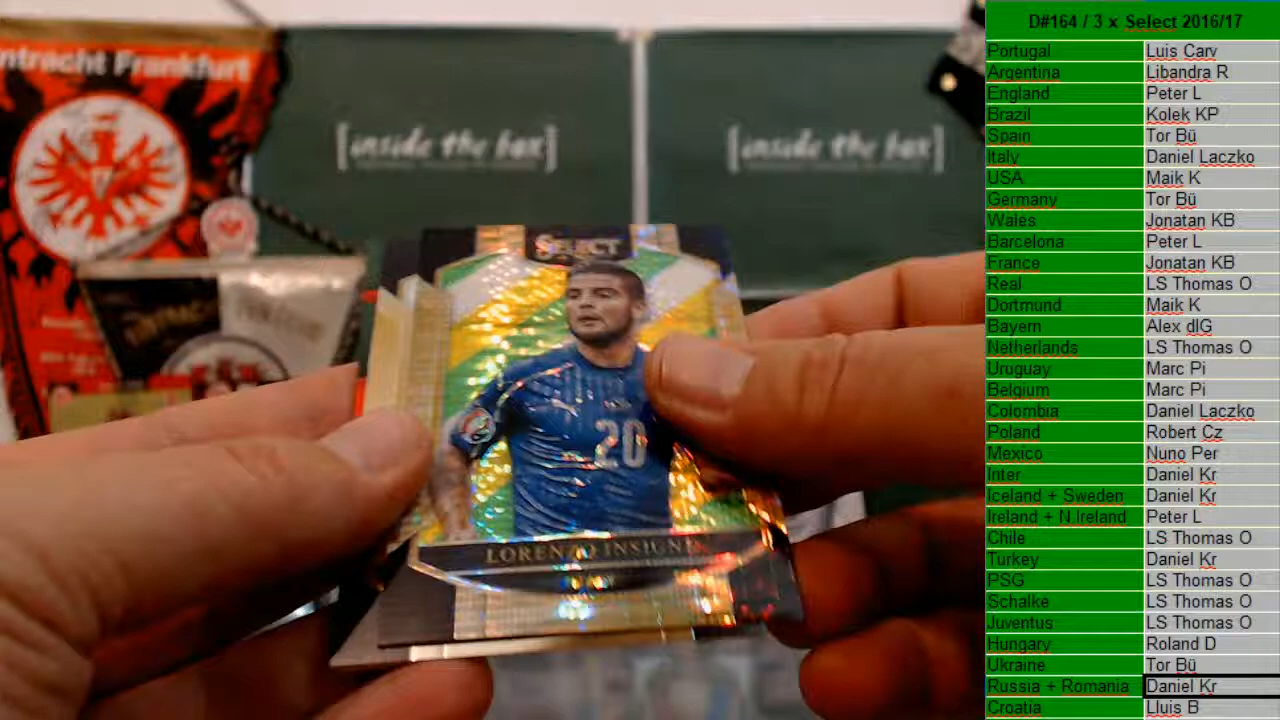 ntracht Frankfurt
[inside the box]
[inside the box]
SELECT
20
LORENZO INSIGNE
D#164 / 3 x Select 2016/17
Portugal Luis Carv
Argentina Libandra R
England Peter L
Brazil Kolek KP
Spain Tor Bü
Italy Daniel Laczko
USA Maik K
Germany Tor Bü
Wales Jonatan KB
Barcelona Peter L
France Jonatan KB
Real LS Thomas O
Dortmund Maik K
Bayern Alex dlG
Netherlands LS Thomas O
Uruguay Marc Pi
Belgium Marc Pi
Colombia Daniel Laczko
Poland Robert Cz
Mexico Nuno Per
Inter Daniel Kr
Iceland + Sweden Daniel Kr
Ireland + N.Ireland Peter L
Chile LS Thomas O
Turkey Daniel Kr
PSG LS Thomas O
Schalke LS Thomas O
Juventus LS Thomas O
Hungary Roland D
Ukraine Tor Bü
Russia + Romania Daniel Kr
Croatia Lluis B